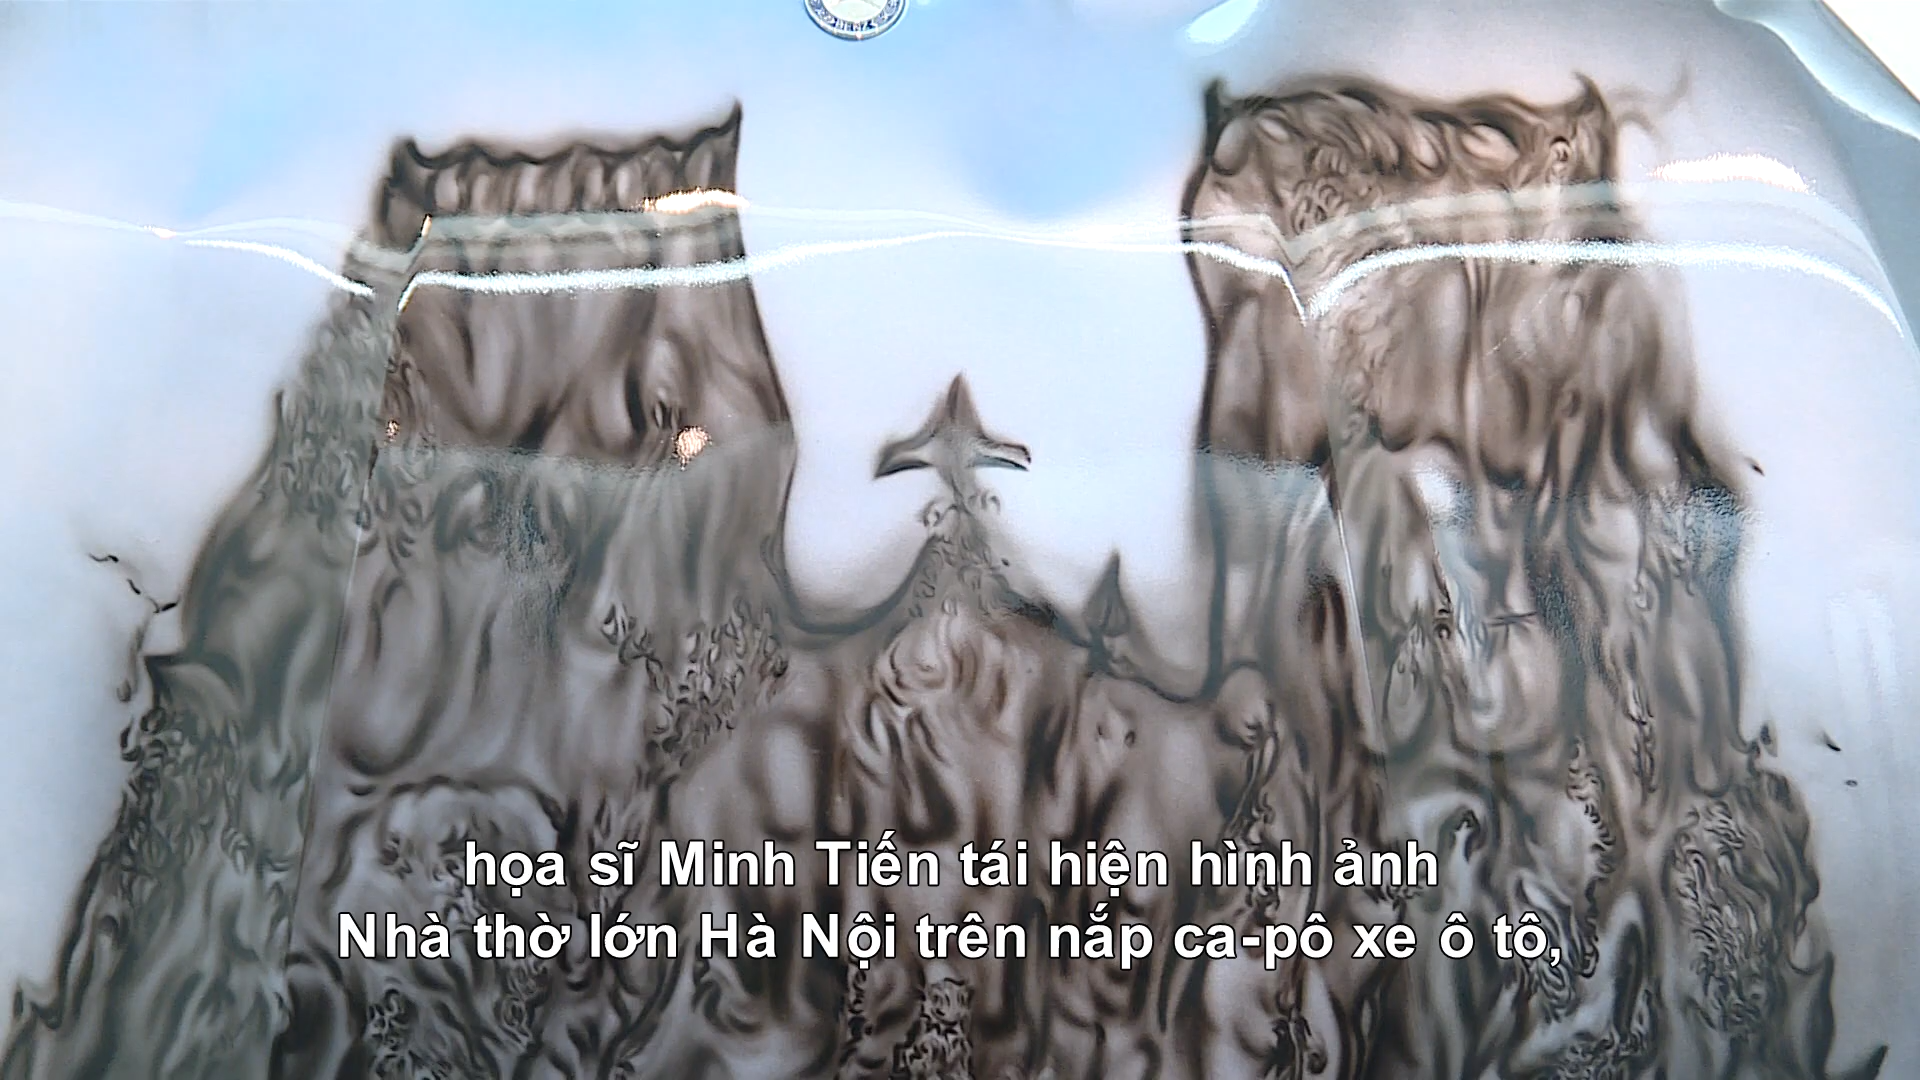 BENZ
họa sĩ Minh Tiến tái hiện hình ảnh
Nhà thờ lớn Hà Nội trên nắp ca-pô xe ô tô,